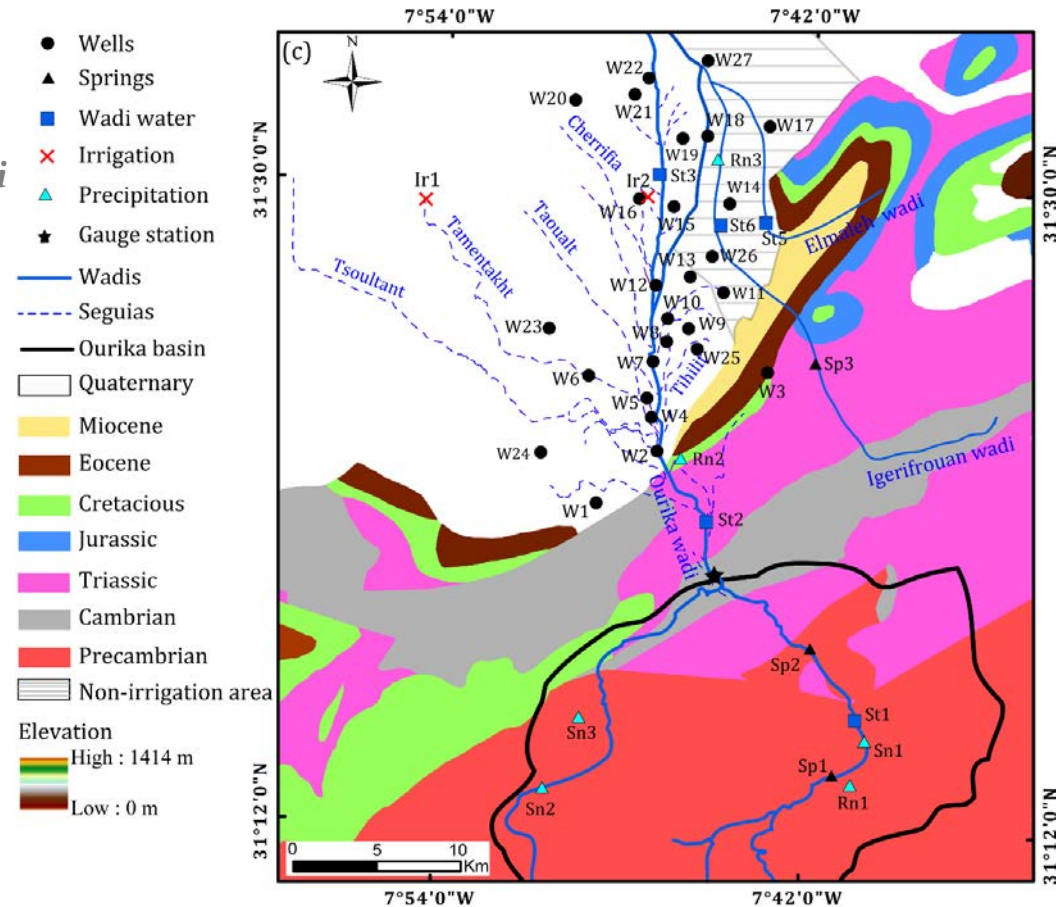 7°54'0"W
7°42'0"W
(c)
N
Wells
Springs
Wadi water
Irrigation
Precipitation
Gauge station
Wadis
Seguias
Ourika basin
Quaternary
Miocene
Eocene
Cretacious
Jurassic
Triassic
Cambrian
Precambrian
Non-irrigation area
Elevation
High : 1414 m
Low : 0 m
i
31°30'0"N
31°12'0"N
W27
W22
W21
W20
Cherrifia
W18
W17
W19
Rn3
St3
Ir1
Ir2
W16
W15
W14
St6
St5
Elmaleh wadi
Taoualt
Tamentakht
Tsoultant
W13
W26
W12
W11
W10
W23
W8
W9
W7
W25
Tihili
Sp3
W6
W3
W5
W4
W24
W2
Rn2
Igerifrouan wadi
W1
Ourika wadi
St2
Sp2
St1
Sn3
Sn1
Sp1
Sn2
Rn1
0
5
10
Km
31°30'0"N
31°12'0"N
7°54'0"W
7°42'0"W